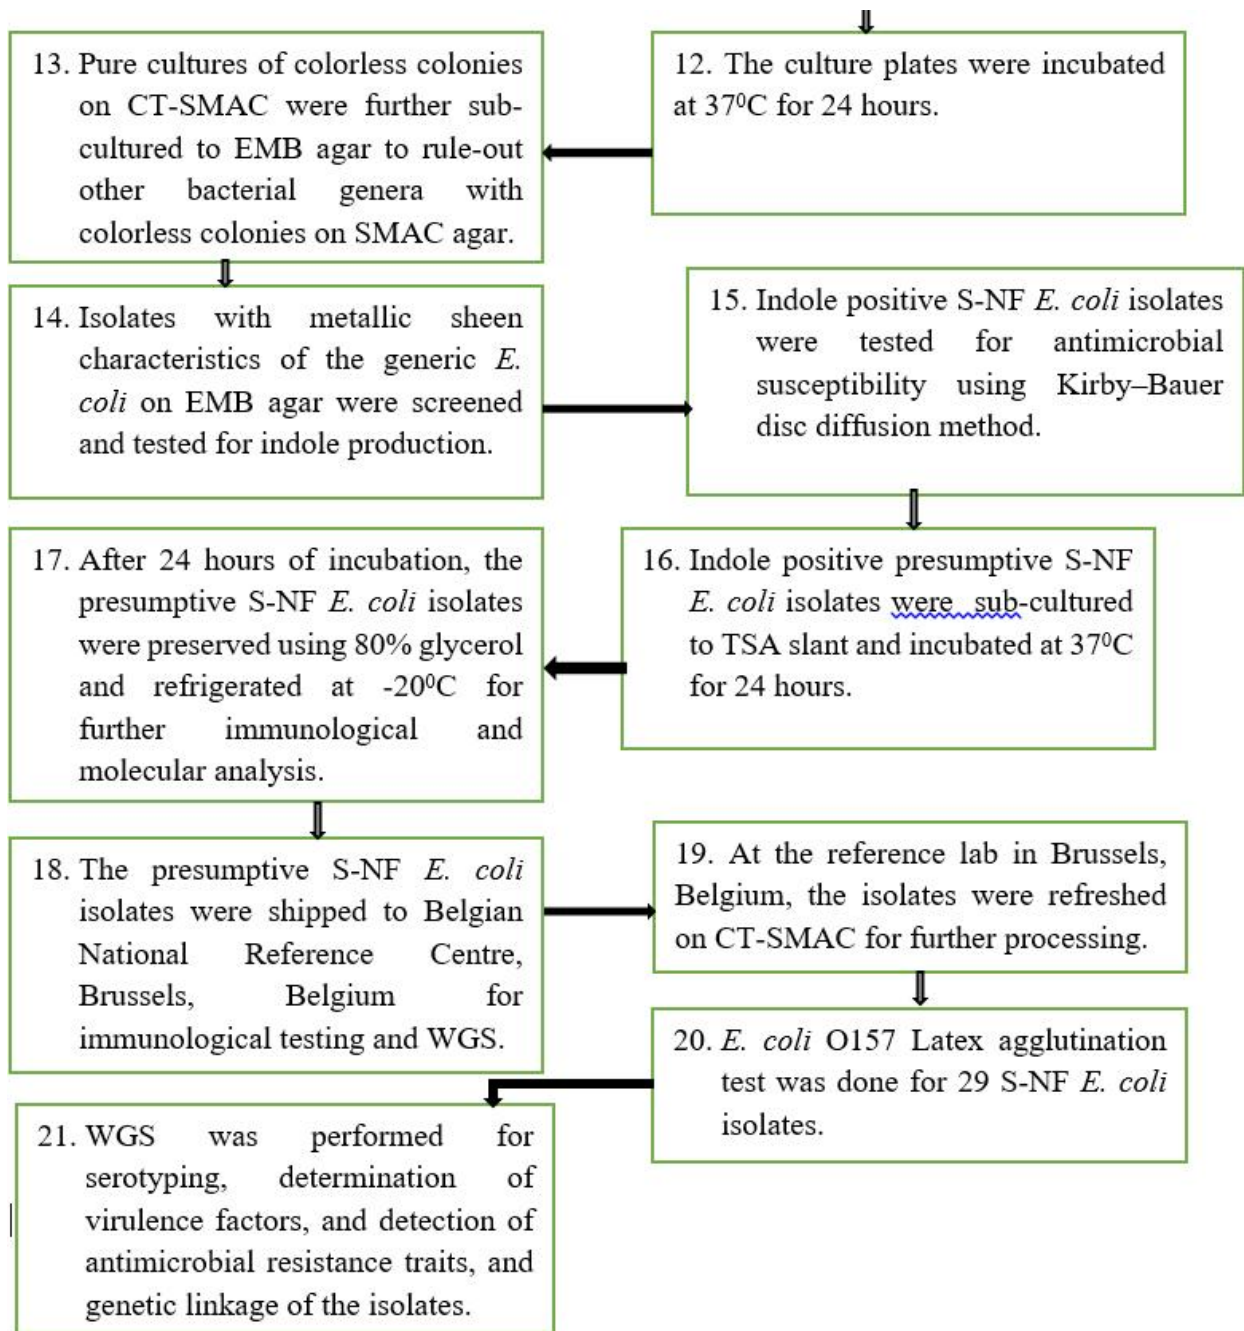 12. The culture plates were incubated
at 37⁰C for 24 hours.
13. Pure cultures of colorless colonies
on CT-SMAC were further sub-
cultured to EMB agar to rule-out
other bacterial genera with
colorless colonies on SMAC agar.
14. Isolates with metallic sheen
characteristics of the generic E.
coli on EMB agar were screened
and tested for indole production.
15. Indole positive S-NF E. coli isolates
were tested for antimicrobial
susceptibility using Kirby–Bauer
disc diffusion method.
16. Indole positive presumptive S-NF
E. coli isolates were sub-cultured
to TSA slant and incubated at 37⁰C
for 24 hours.
17. After 24 hours of incubation, the
presumptive S-NF E. coli isolates
were preserved using 80% glycerol
and refrigerated at -20⁰C for
further immunological and
molecular analysis.
18. The presumptive S-NF E. coli
isolates were shipped to Belgian
National Reference Centre,
Brussels, Belgium for
immunological testing and WGS.
19. At the reference lab in Brussels,
Belgium, the isolates were refreshed
on CT-SMAC for further processing.
20. E. coli O157 Latex agglutination
test was done for 29 S-NF E. coli
isolates.
21. WGS was performed for
serotyping, determination of
virulence factors, and detection of
antimicrobial resistance traits, and
genetic linkage of the isolates.